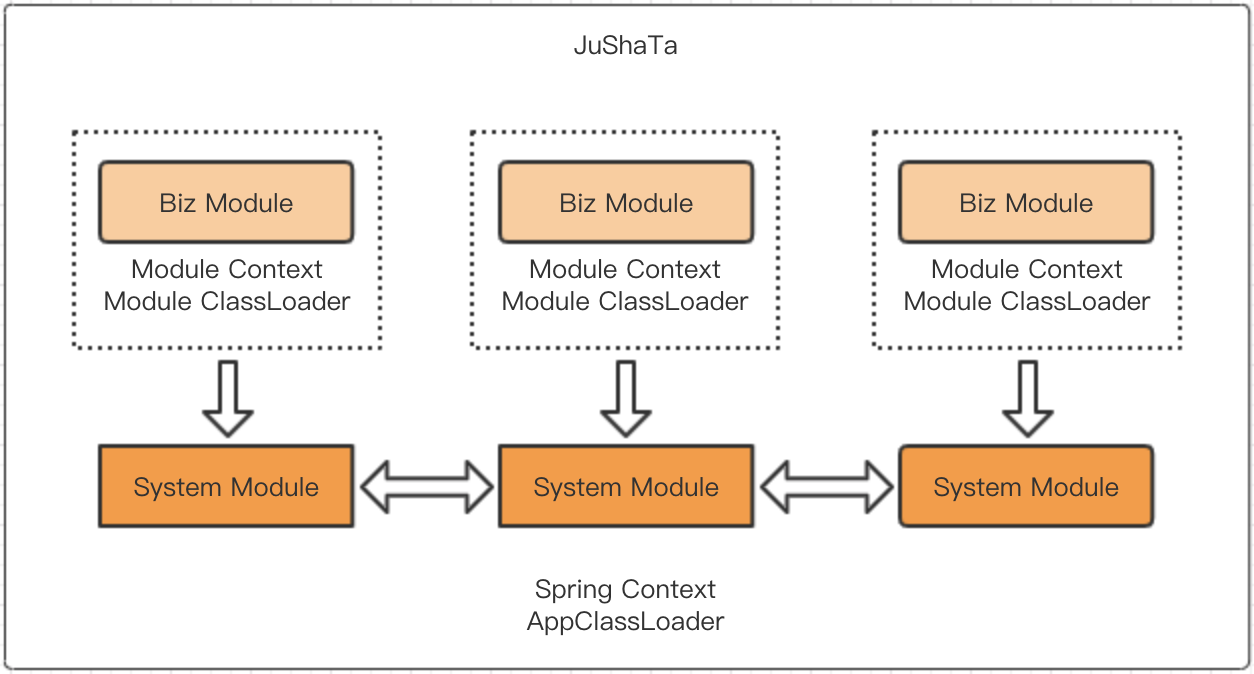 JuShaTa
Biz Module
Biz Module
Biz Module
Module Context
Module ClassLoader
Module Context
Module ClassLoader
Module Context
Module ClassLoader
System Module
System Module
System Module
Spring Context
AppClassLoader